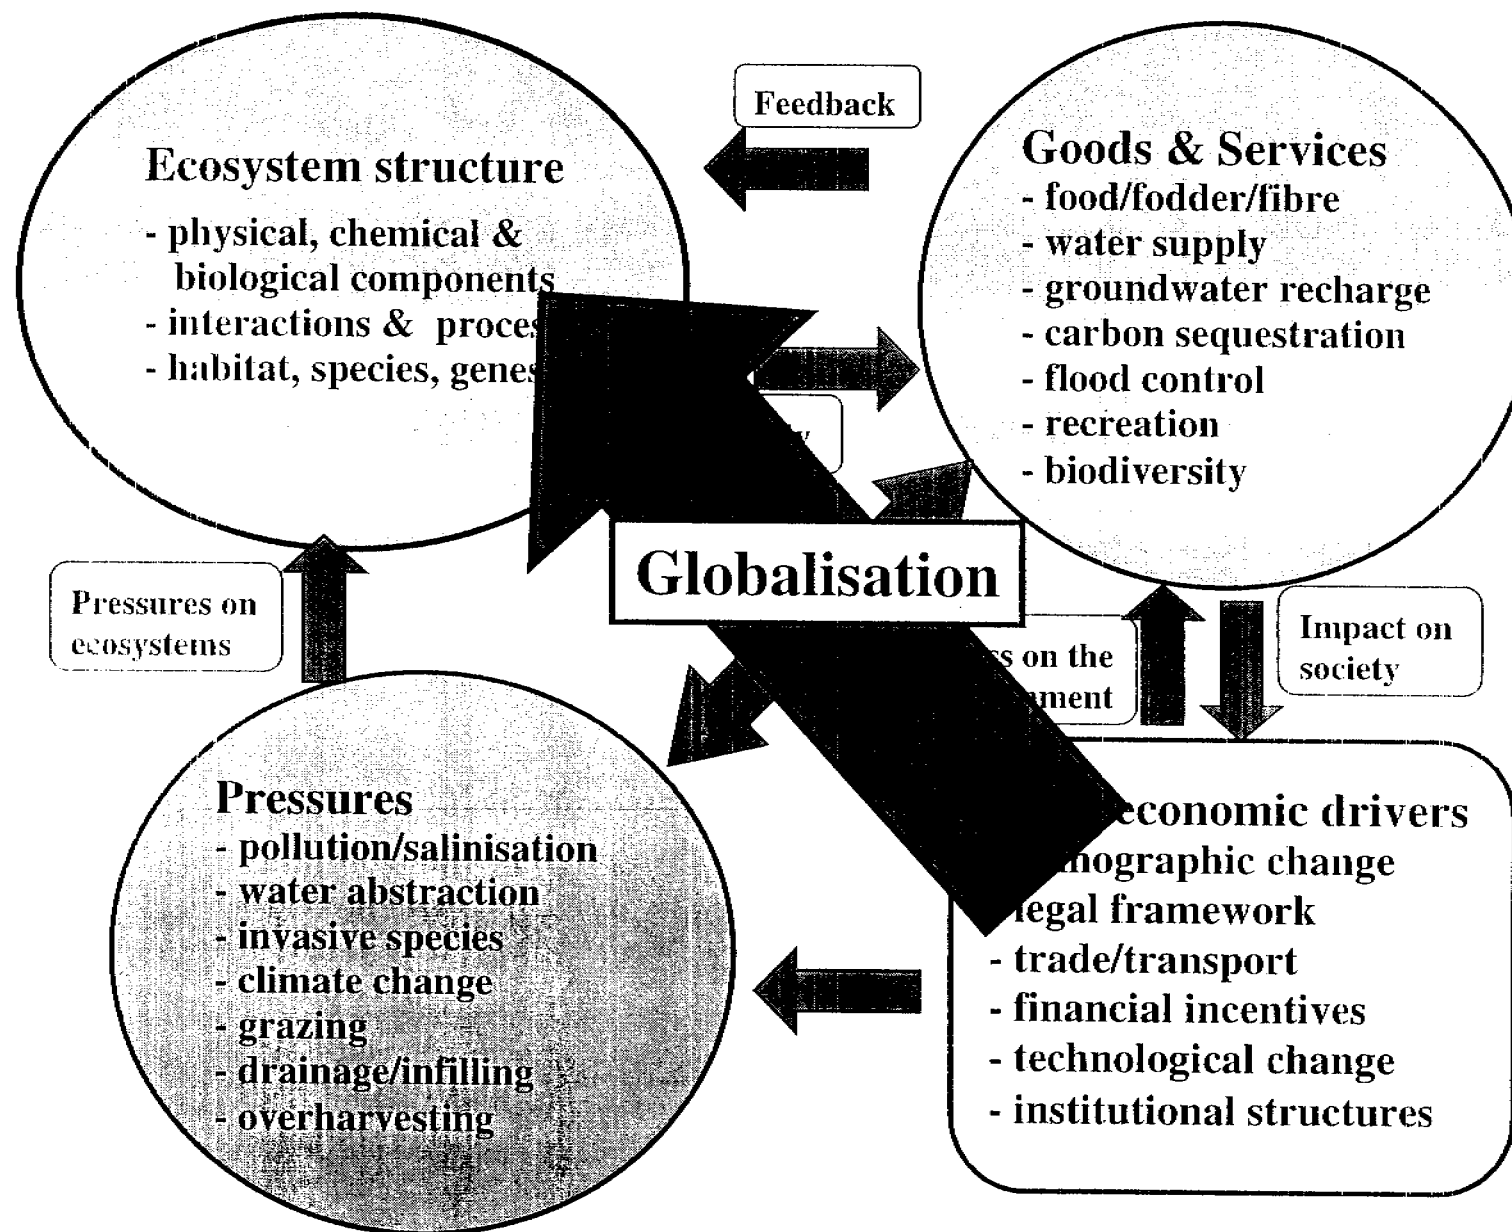 Feedback
Ecosystem structure
- physical, chemical &
biological components
- interactions &
- habitat, species, genes
Goods & Services
- food/fodder/fibre
- water supply
- groundwater recharge
- carbon sequestration
- flood control
- recreation
- biodiversity
Globalisation
Pressures on
ecosystems
on the
Impact on
society
Pressures
- pollution/salinisation
- water abstraction
- invasive species
- climate change
- grazing
- drainage/infilling
- overharvesting
economic drivers
change
legal framework
- trade/transport
- financial incentives
- technological change
- institutional structures